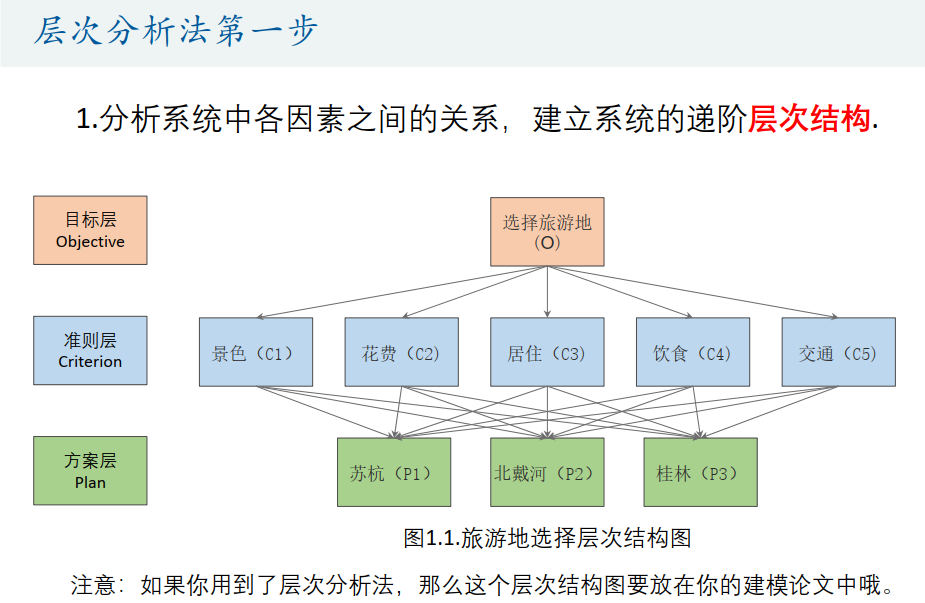 层次分析法第一步
1.分析系统中各因素之间的关系，建立系统的递阶层次结构.
目标层
Objective
选择旅游地
(O)
准则层
Criterion
景色（C1）
花费（C2)
居住（C3)
饮食（C4)
交通（C5)
方案层
Plan
苏杭（P1）
北戴河（P2）
桂林（P3）
图1.1.旅游地选择层次结构图
注意：如果你用到了层次分析法，那么这个层次结构图要放在你的建模论文中哦。